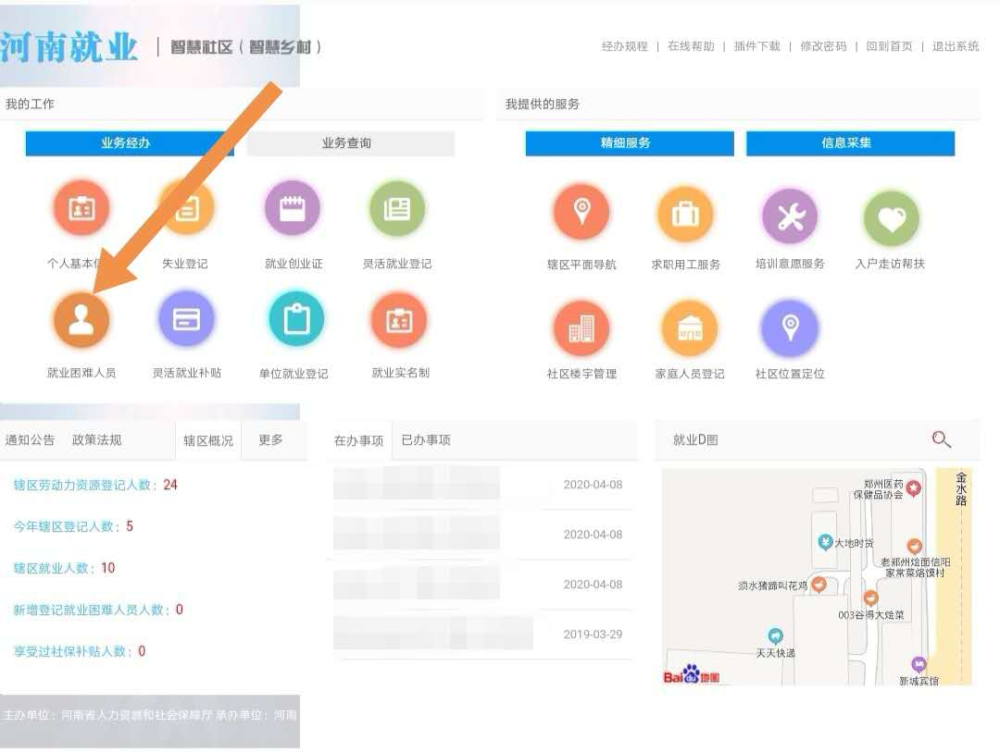 河南就业 | 智慧社区（智慧乡村）
经办规程 | 在线帮助 | 插件下载 | 修改密码 | 回到首页 | 退出系统
我的工作
业务经办 业务查询
个人基本信 失业登记 就业创业证 灵活就业登记
就业困难人员 灵活就业补贴 单位就业登记 就业实名制
我提供的服务
精细服务 信息采集
辖区平面导航 求职用工服务 培训意愿服务 入户走访帮扶
社区楼宇管理 家庭人员登记 社区位置定位
通知公告 政策法规 辖区概况 更多
辖区劳动力资源登记人数：24
今年辖区登记人数：5
辖区就业人数：10
新增登记就业困难人员人数：0
享受过社保补贴人数：0
在办事项 已办事项
2020-04-08
2020-04-08
2020-04-08
2019-03-29
就业D图
金水路
郑州医药
保健品协会
大地时贷
老郑州烩面信阳
家常菜烙馍村
须水猪蹄叫花鸡
003谷得大烩菜
天天快递
新城宾馆
Bai du 地图
主办单位：河南省人力资源和社会保障厅 承办单位：河南